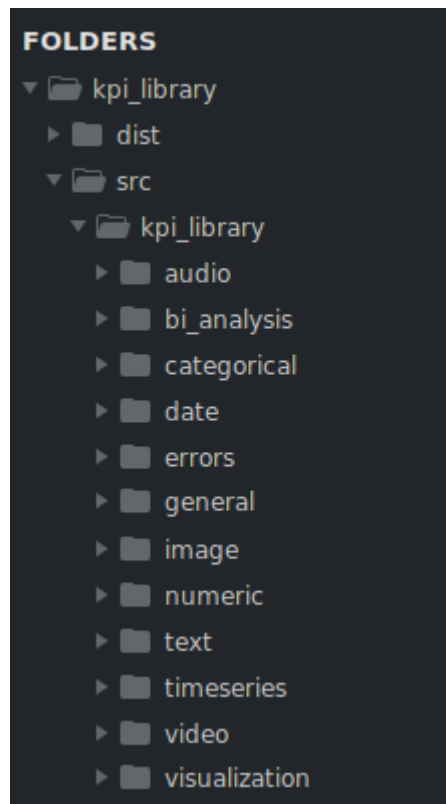 FOLDERS
kpi_library
dist
src
kpi_library
audio
bi_analysis
categorical
date
errors
general
image
numeric
text
timeseries
video
visualization